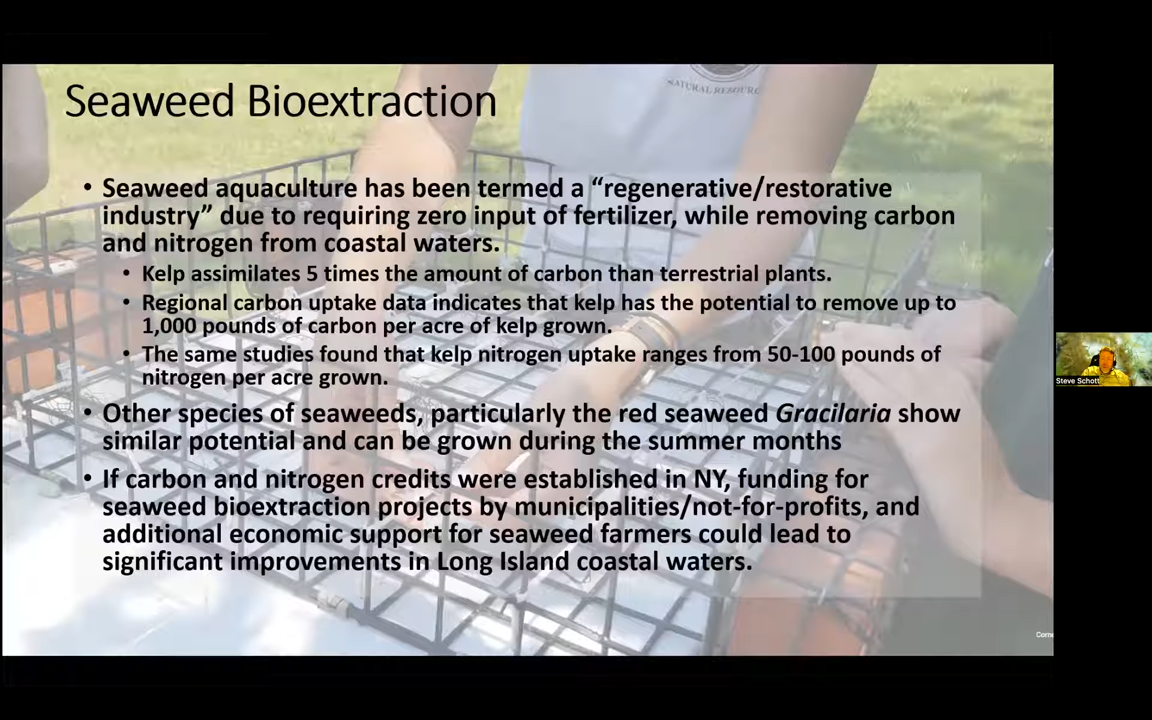 NATURAL RESOURC
Seaweed Bioextraction
• Seaweed aquaculture has been termed a “regenerative/restorative
industry” due to requiring zero input of fertilizer, while removing carbon
and nitrogen from coastal waters.
• Kelp assimilates 5 times the amount of carbon than terrestrial plants.
• Regional carbon uptake data indicates that kelp has the potential to remove up to
1,000 pounds of carbon per acre of kelp grown.
• The same studies found that kelp nitrogen uptake ranges from 50-100 pounds of
nitrogen per acre grown.
• Other species of seaweeds, particularly the red seaweed Gracilaria show
similar potential and can be grown during the summer months
• If carbon and nitrogen credits were established in NY, funding for
seaweed bioextraction projects by municipalities/not-for-profits, and
additional economic support for seaweed farmers could lead to
significant improvements in Long Island coastal waters.
Steve Schott